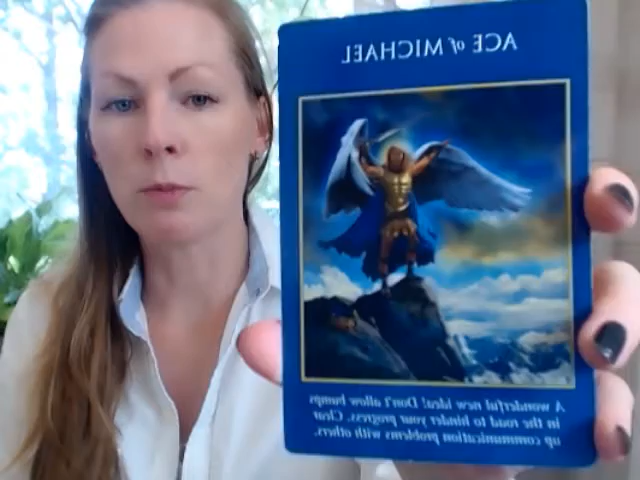 ACE of MICHAEL
A wonderful new idea! Don't allow bumps
in the road to hinder your progress. Clear
up communication problems with others.